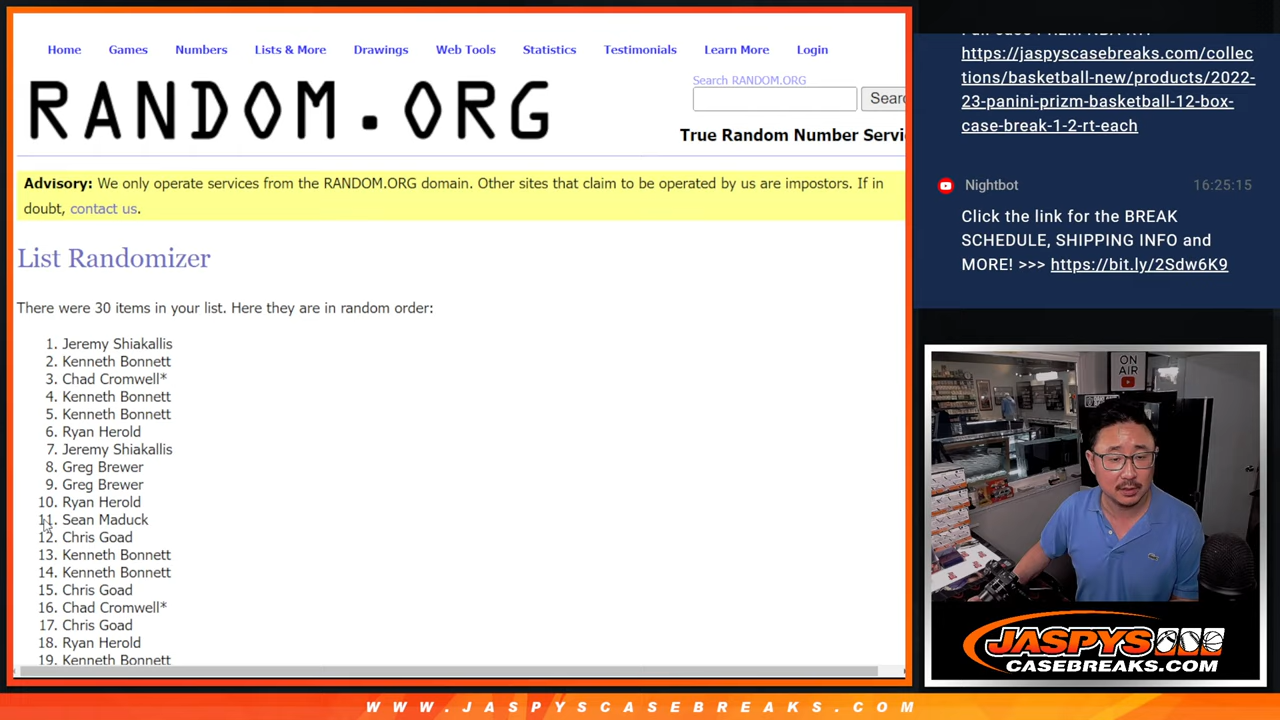 Home Games Numbers Lists & More Drawings Web Tools Statistics Testimonials Learn More Login
RANDOM.ORG
Search RANDOM.ORG
Sear
True Random Number Servi
Advisory: We only operate services from the RANDOM.ORG domain. Other sites that claim to be operated by us are impostors. If in
doubt, contact us.
List Randomizer
There were 30 items in your list. Here they are in random order:
1. Jeremy Shiakallis
2. Kenneth Bonnett
3. Chad Cromwell*
4. Kenneth Bonnett
5. Kenneth Bonnett
6. Ryan Herold
7. Jeremy Shiakallis
8. Greg Brewer
9. Greg Brewer
10. Ryan Herold
11. Sean Maduck
12. Chris Goad
13. Kenneth Bonnett
14. Kenneth Bonnett
15. Chris Goad
16. Chad Cromwell*
17. Chris Goad
18. Ryan Herold
19. Kenneth Bonnett
https://jaspyscasebreaks.com/collec
tions/basketball-new/products/2022-
23-panini-prizm-basketball-12-box-
case-break-1-2-rt-each
Nightbot 16:25:15
Click the link for the BREAK
SCHEDULE, SHIPPING INFO and
MORE! >>> https://bit.ly/2Sdw6K9
ON
AIR
JASPYS
CASEBREAKS.COM
WWW.JASPYSCASEBREAKS.COM